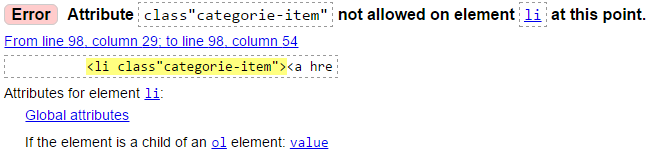 Error Attribute class"categorie-item" not allowed on element li at this point.
From line 98, column 29; to line 98, column 54
<li class"categorie-item"><a hre
Attributes for element li:
Global attributes
If the element is a child of an ol element: value